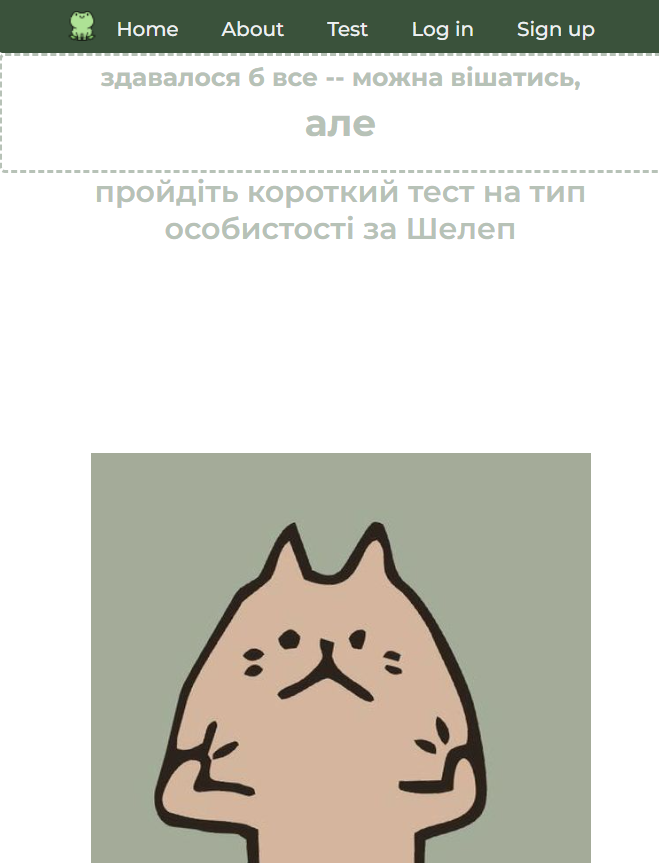 Home About Test Log in Sign up
здавалося б все -- можна вішатись,
але
пройдіть короткий тест на тип
особистості за Шелеп